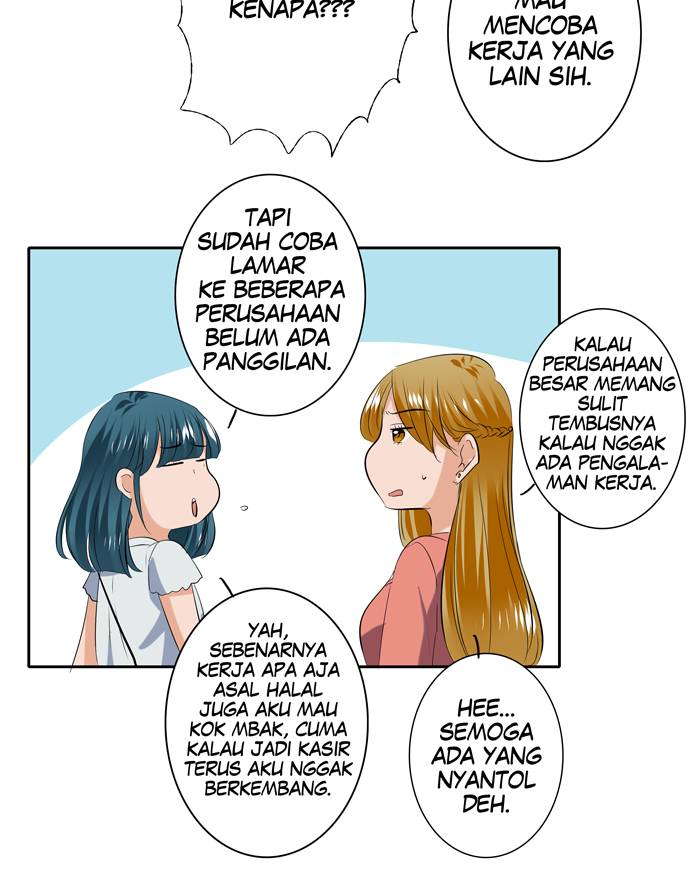 KENAPA???
MAU
MENCOBA
KERJA YANG
LAIN SIH.
TAPI
SUDAH COBA
LAMAR
KE BEBERAPA
PERUSAHAAN
BELUM ADA
PANGGILAN.
KALAU
PERUSAHAAN
BESAR MEMANG
SULIT
TEMBUSNYA
KALAU NGGAK
ADA PENGALA-
MAN KERJA.
YAH,
SEBENARNYA
KERJA APA AJA
ASAL HALAL
JUGA AKU MAU
KOK MBAK, CUMA
KALAU JADI KASIR
TERUS AKU NGGAK
BERKEMBANG.
HEE...
SEMOGA
ADA YANG
NYANTOL
DEH.